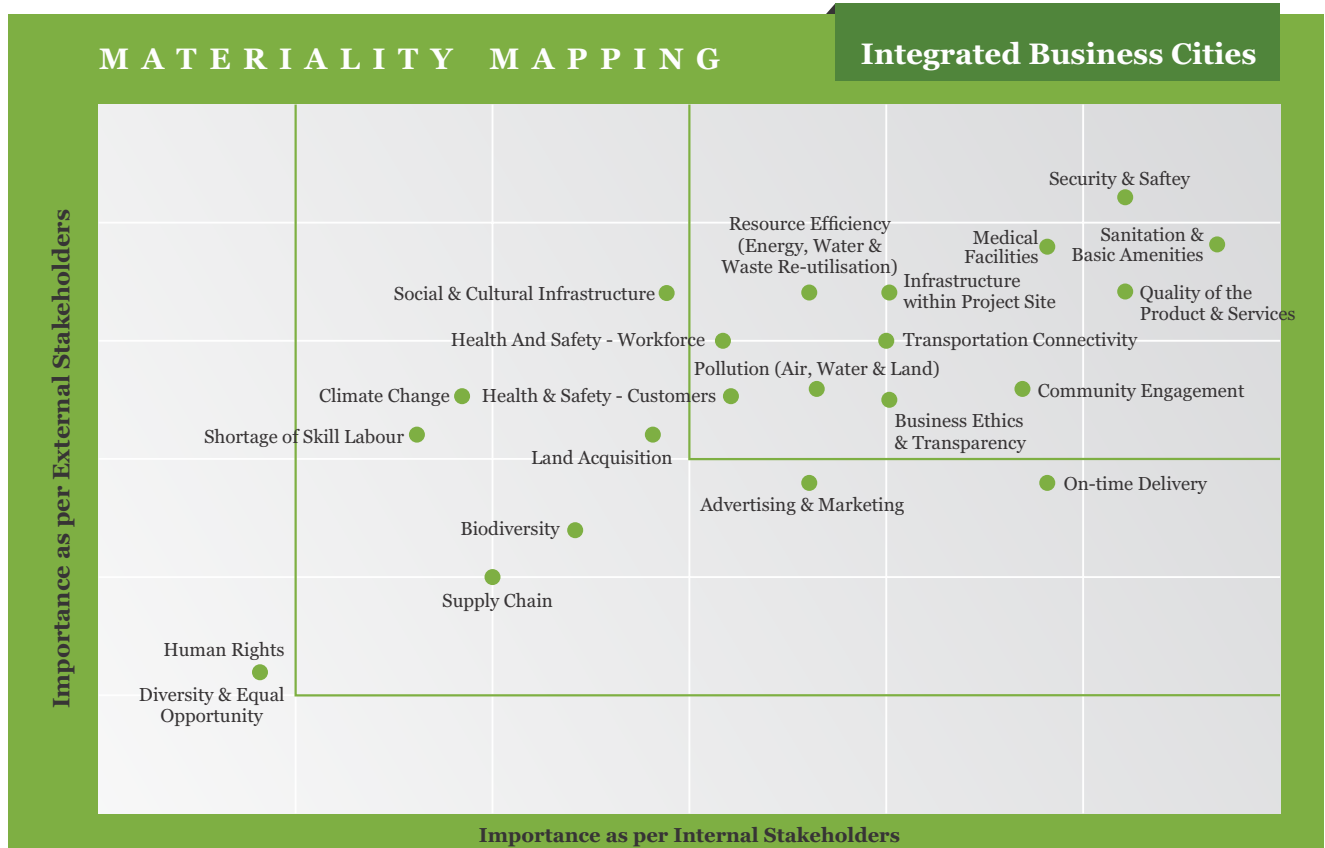 MATERIALITY MAPPING
Integrated Business Cities
Importance as per External Stakeholders
Security & Saftey
Resource Efficiency
(Energy, Water &
Waste Re-utilisation)
Medical
Facilities
Sanitation &
Basic Amenities
Social & Cultural Infrastructure
Infrastructure
within Project Site
Quality of the
Product & Services
Health And Safety - Workforce
Transportation Connectivity
Pollution (Air, Water & Land)
Climate Change
Health & Safety - Customers
Community Engagement
Shortage of Skill Labour
Business Ethics
& Transparency
Land Acquisition
Advertising & Marketing
On-time Delivery
Biodiversity
Supply Chain
Human Rights
Diversity & Equal
Opportunity
Importance as per Internal Stakeholders